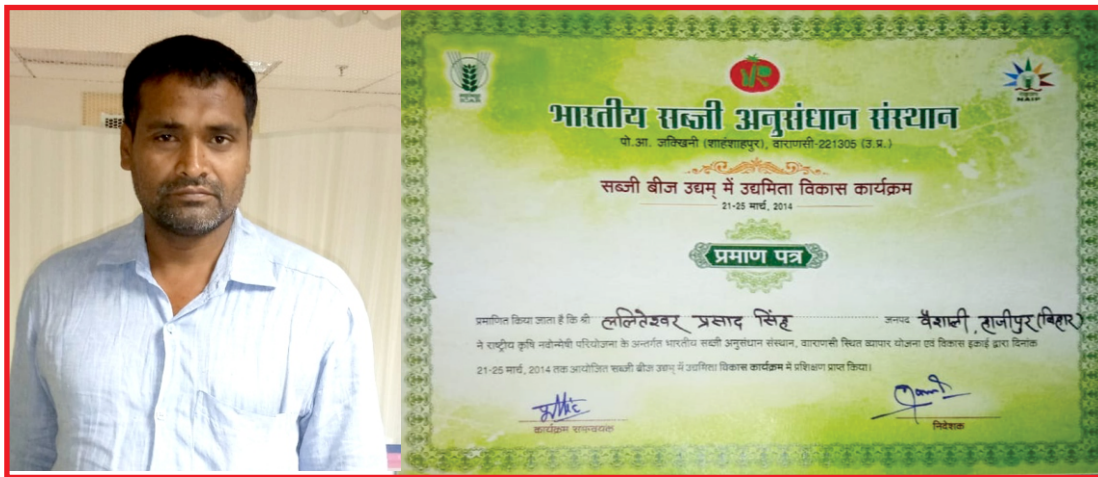 ICAR
NAIP
भारतीय सब्जी अनुसंधान संस्थान
पो.आ. जक्खिनी (शाहंशाहपुर), वाराणसी-221305 (उ.प्र.)
सब्जी बीज उद्यम् में उद्यमिता विकास कार्यक्रम
21-25 मार्च, 2014
प्रमाण पत्र
प्रमाणित किया जाता है कि श्री ललितेश्वर प्रसाद सिंह जनपद वैशाली, हाजीपुर (बिहार)
ने राष्ट्रीय कृषि नवोन्मेषी परियोजना के अन्तर्गत भारतीय सब्जी अनुसंधान संस्थान, वाराणसी स्थित व्यापार योजना एवं विकास इकाई द्वारा दिनांक
21-25 मार्च, 2014 तक आयोजित सब्जी बीज उद्यम् में उद्यमिता विकास कार्यक्रम में प्रशिक्षण प्राप्त किया।
कार्यक्रम समन्वयक निदेशक